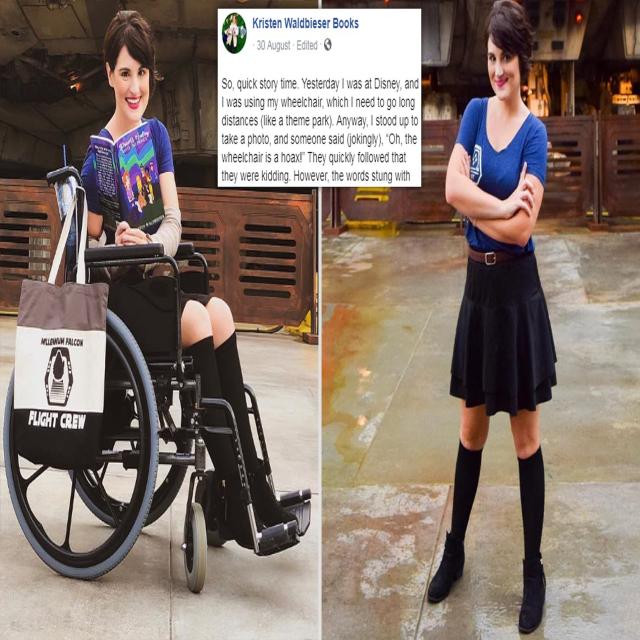 Kristen Waldbieser Books
30 August · Edited ·
So, quick story time. Yesterday I was at Disney, and
I was using my wheelchair, which I need to go long
distances (like a theme park). Anyway, I stood up to
take a photo, and someone said (jokingly), "Oh, the
wheelchair is a hoax!" They quickly followed that
they were kidding. However, the words stung with
MILLENNIUM FALCON
FLIGHT CREW